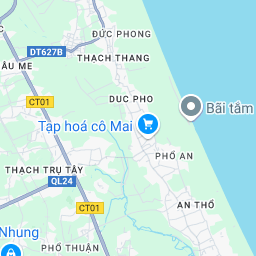 ĐỨC PHONG
DT627B
THẠCH THANG
ÂU ME
DUC PHO
CT01
Bãi tắm
Tạp hoá cô Mai
PHỔ AN
THẠCH TRỤ TÂY
QL24
CT01
AN THỔ
Nhung
PHỔ THUẬN